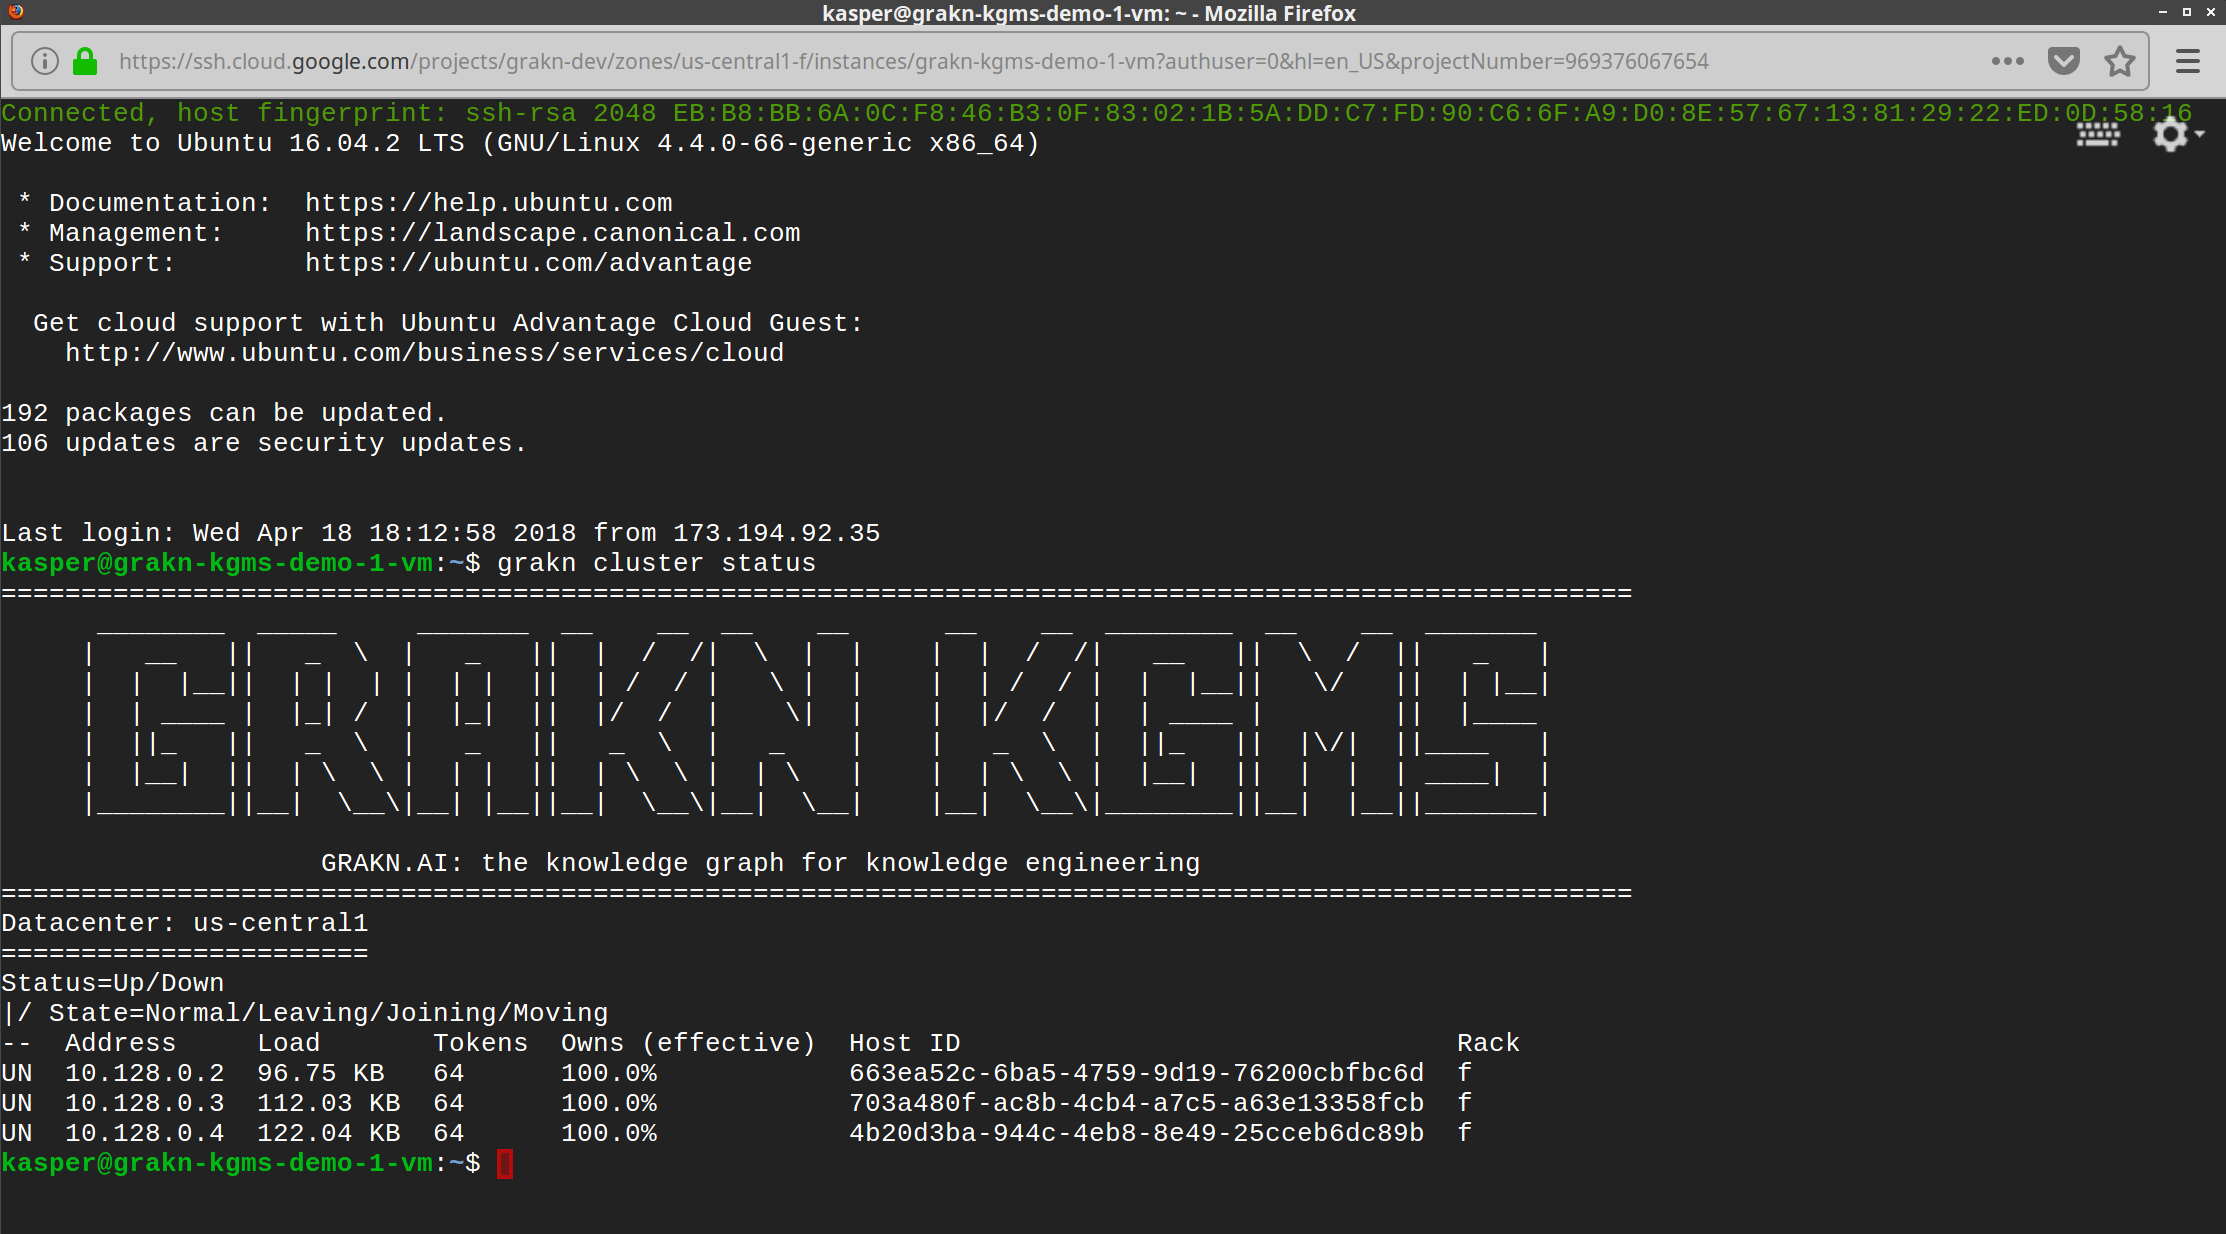 kasper@grakn-kgms-demo-1-vm: ~ - Mozilla Firefox
https://ssh.cloud.google.com/projects/grakn-dev/zones/us-central1-f/instances/grakn-kgms-demo-1-vm?authuser=0&hl=en_US&projectNumber=969376067654
Connected, host fingerprint: ssh-rsa 2048 EB:B8:BB:6A:0C:F8:46:B3:0F:83:02:1B:5A:DD:C7:FD:90:C6:6F:A9:D0:8E:57:67:13:81:29:22:ED:0D:58:16
Welcome to Ubuntu 16.04.2 LTS (GNU/Linux 4.4.0-66-generic x86_64)
* Documentation:  https://help.ubuntu.com
* Management:     https://landscape.canonical.com
* Support:        https://ubuntu.com/advantage
Get cloud support with Ubuntu Advantage Cloud Guest:
http://www.ubuntu.com/business/services/cloud
192 packages can be updated.
106 updates are security updates.
Last login: Wed Apr 18 18:12:58 2018 from 173.194.92.35
kasper@grakn-kgms-demo-1-vm:~$ grakn cluster status
GRAKN KGMS
GRAKN.AI: the knowledge graph for knowledge engineering
Datacenter: us-central1
=======================
Status=Up/Down
|/ State=Normal/Leaving/Joining/Moving
--  Address     Load       Tokens  Owns (effective)  Host ID                               Rack
UN  10.128.0.2  96.75 KB   64      100.0%            663ea52c-6ba5-4759-9d19-76200cbfbc6d  f
UN  10.128.0.3  112.03 KB  64      100.0%            703a480f-ac8b-4cb4-a7c5-a63e13358fcb  f
UN  10.128.0.4  122.04 KB  64      100.0%            4b20d3ba-944c-4eb8-8e49-25cceb6dc89b  f
kasper@grakn-kgms-demo-1-vm:~$